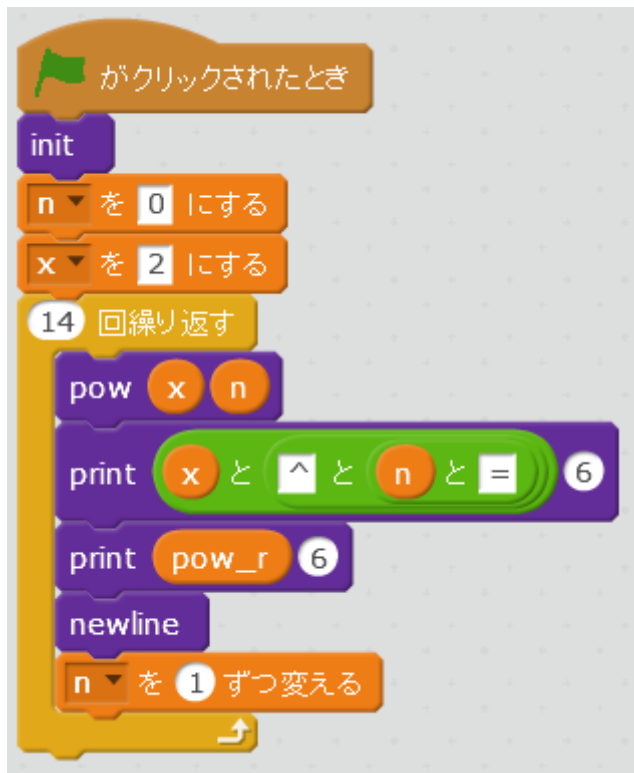 がクリックされたとき
init
n を 0 にする
x を 2 にする
14 回繰り返す
pow x n
print x と ^ と n と = 6
print pow_r 6
newline
n を 1 ずつ変える